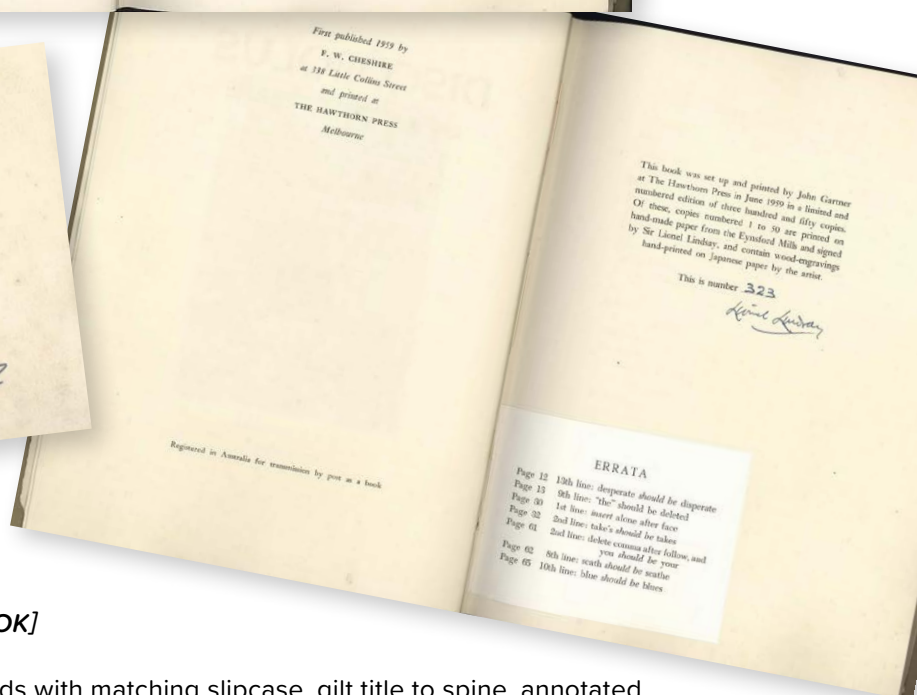 First published 1959 by
F. W. CHESHIRE
at 338 Little Collins Street
and printed at
THE HAWTHORN PRESS
Melbourne
Registered in Australia for transmission by post as a book
This book was set up and printed by John Gartner
at The Hawthorn Press in June 1959 in a limited and
numbered edition of three hundred and fifty copies.
Of these, copies numbered 1 to 50 are printed on
hand-made paper from the Eynsford Mills and signed
by Sir Lionel Lindsay, and contain wood-engravings
hand-printed on Japanese paper by the artist.
This is number 323
Lionel Lindsay
ERRATA
Page 12 13th line: desperate should be disperate
Page 13 9th line: "the" should be deleted
Page 30 1st line: insert alone after face
Page 32 2nd line: take's should be takes
Page 61 2nd line: delete comma after follow, and
you should be your
Page 62 8th line: scath should be scathe
Page 65 10th line: blue should be blues
OK]
ds with matching slipcase, gilt title to spine, annotated